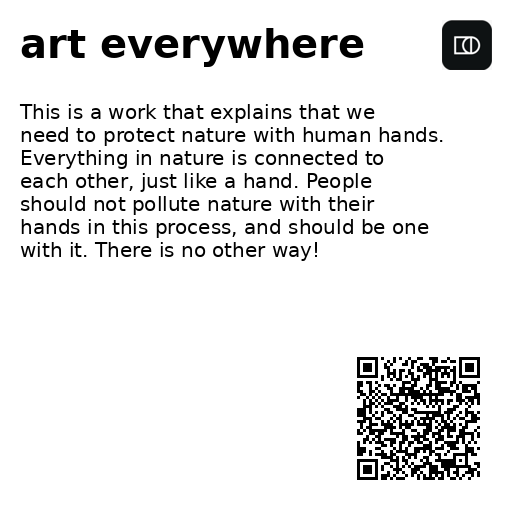 art everywhere
This is a work that explains that we
need to protect nature with human hands.
Everything in nature is connected to
each other, just like a hand. People
should not pollute nature with their
hands in this process, and should be one
with it. There is no other way!